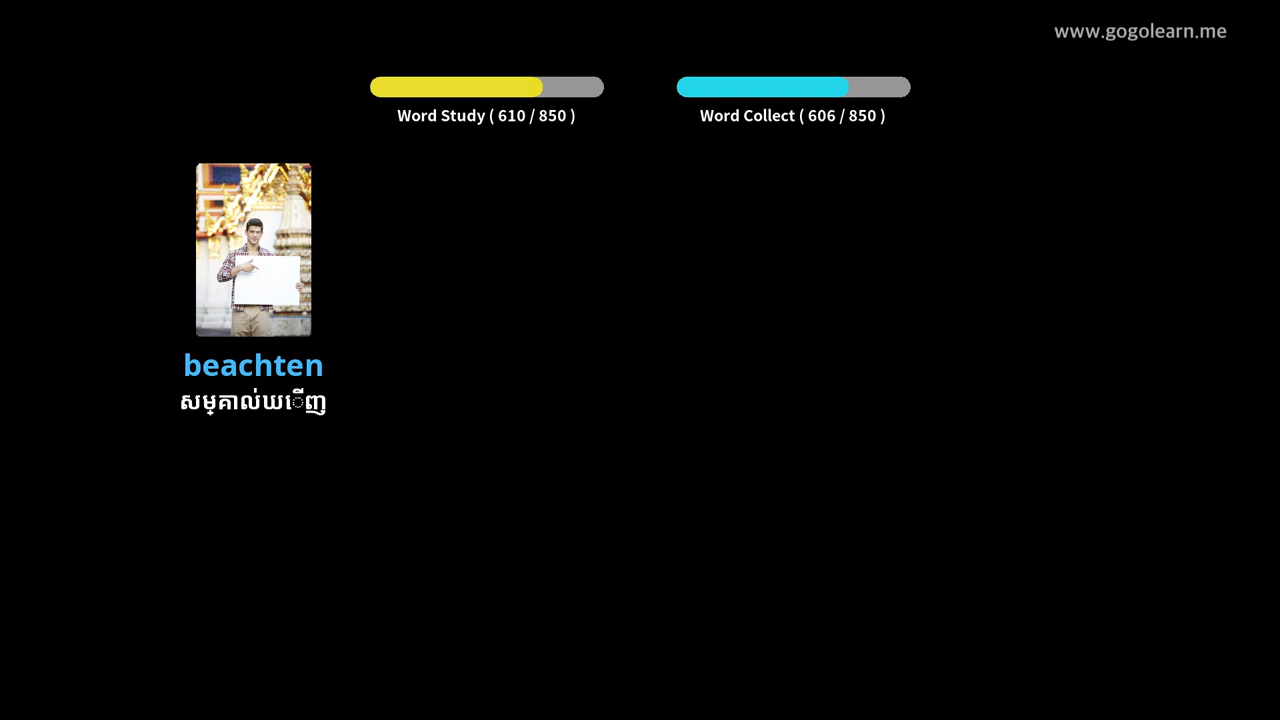 www.gogolearn.me
Word Study ( 610 / 850 )
Word Collect ( 606 / 850 )
beachten
សម្គាល់ឃើញ